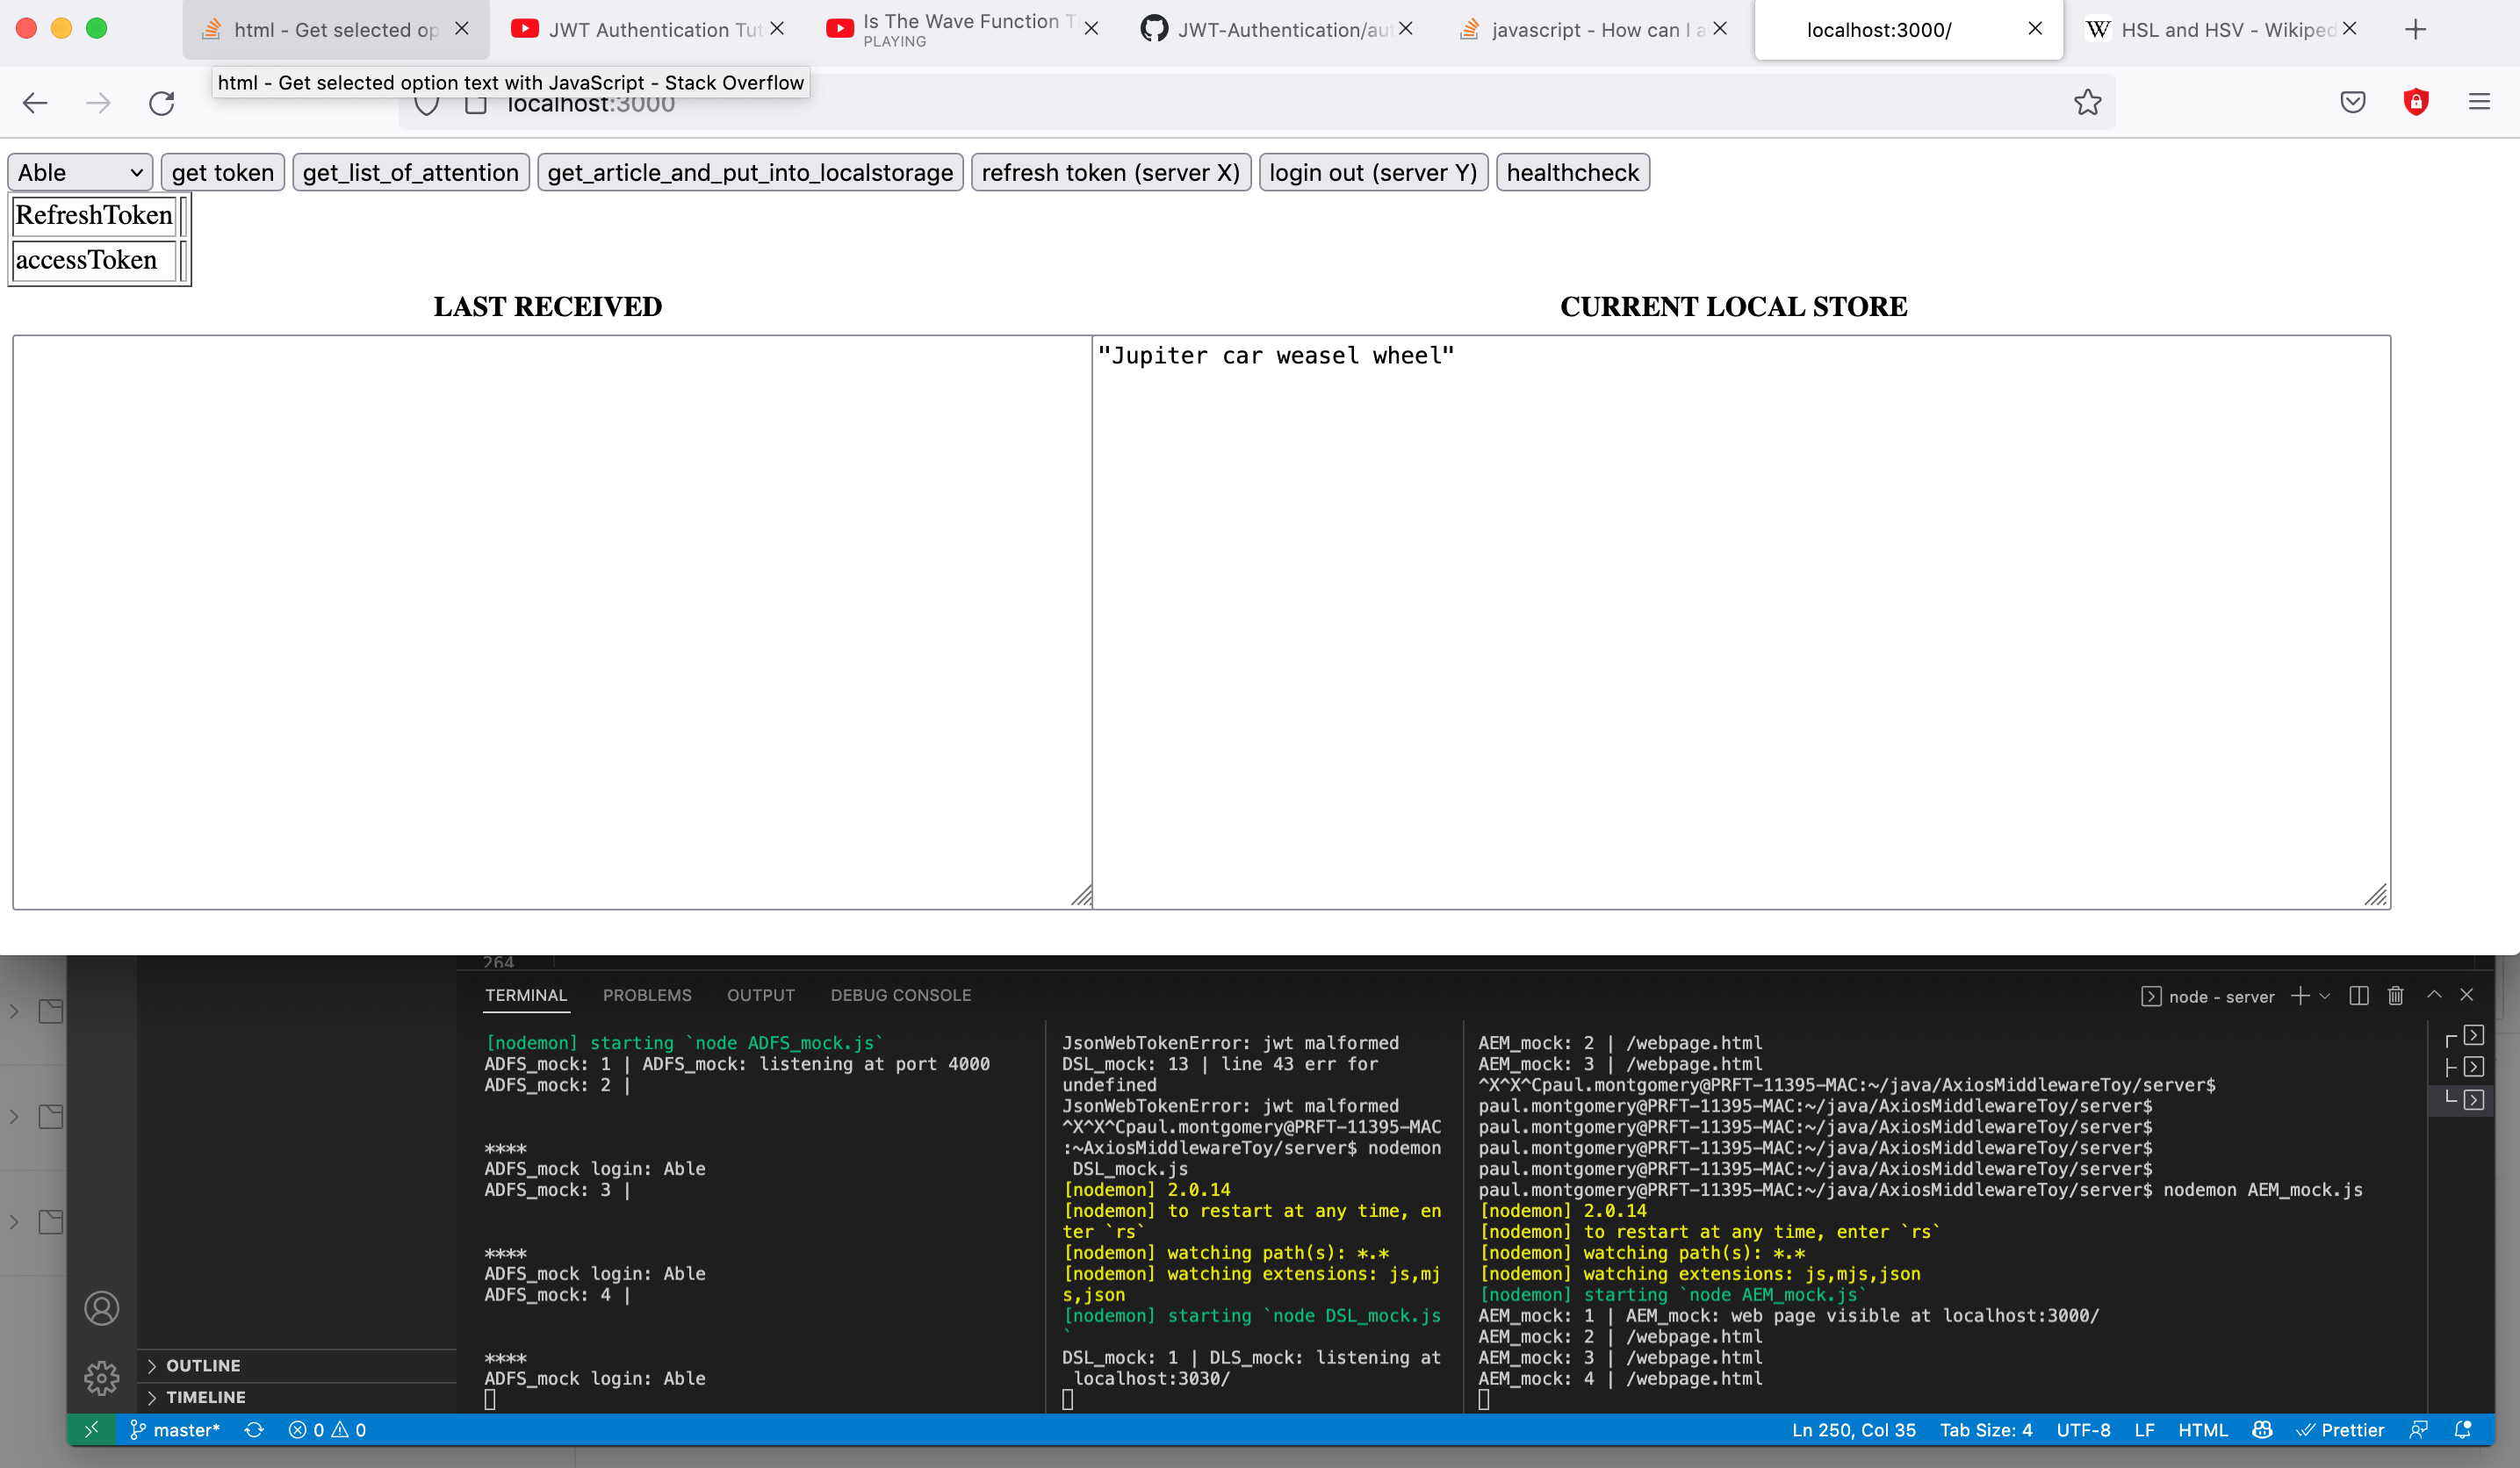 html - Get selected op
JWT Authentication Tut
Is The Wave Function T
PLAYING
JWT-Authentication/aut
javascript - How can I a
localhost:3000/
W HSL and HSV - Wikiped
html - Get selected option text with JavaScript - Stack Overflow
localhost:3000
Able get token get_list_of_attention get_article_and_put_into_localstorage refresh token (server X) login out (server Y) healthcheck
RefreshToken
accessToken
LAST RECEIVED
CURRENT LOCAL STORE
"Jupiter car weasel wheel"
264
TERMINAL PROBLEMS OUTPUT DEBUG CONSOLE
node - server
[nodemon] starting `node ADFS_mock.js`
ADFS_mock: 1 | ADFS_mock: listening at port 4000
ADFS_mock: 2 |
****
ADFS_mock login: Able
ADFS_mock: 3 |
****
ADFS_mock login: Able
ADFS_mock: 4 |
****
ADFS_mock login: Able
JsonWebTokenError: jwt malformed
DSL_mock: 13 | line 43 err for
undefined
JsonWebTokenError: jwt malformed
^X^X^Cpaul.montgomery@PRFT-11395-MAC
:~AxiosMiddlewareToy/server$ nodemon
DSL_mock.js
[nodemon] 2.0.14
[nodemon] to restart at any time, en
ter `rs`
[nodemon] watching path(s): *.*
[nodemon] watching extensions: js,mj
s,json
[nodemon] starting `node DSL_mock.js
`
DSL_mock: 1 | DLS_mock: listening at
localhost:3030/
AEM_mock: 2 | /webpage.html
AEM_mock: 3 | /webpage.html
^X^X^Cpaul.montgomery@PRFT-11395-MAC:~/java/AxiosMiddlewareToy/server$
paul.montgomery@PRFT-11395-MAC:~/java/AxiosMiddlewareToy/server$
paul.montgomery@PRFT-11395-MAC:~/java/AxiosMiddlewareToy/server$
paul.montgomery@PRFT-11395-MAC:~/java/AxiosMiddlewareToy/server$
paul.montgomery@PRFT-11395-MAC:~/java/AxiosMiddlewareToy/server$
paul.montgomery@PRFT-11395-MAC:~/java/AxiosMiddlewareToy/server$ nodemon AEM_mock.js
[nodemon] 2.0.14
[nodemon] to restart at any time, enter `rs`
[nodemon] watching path(s): *.*
[nodemon] watching extensions: js,mjs,json
[nodemon] starting `node AEM_mock.js`
AEM_mock: 1 | AEM_mock: web page visible at localhost:3000/
AEM_mock: 2 | /webpage.html
AEM_mock: 3 | /webpage.html
AEM_mock: 4 | /webpage.html
OUTLINE
TIMELINE
master* 0 0 Ln 250, Col 35 Tab Size: 4 UTF-8 LF HTML Prettier